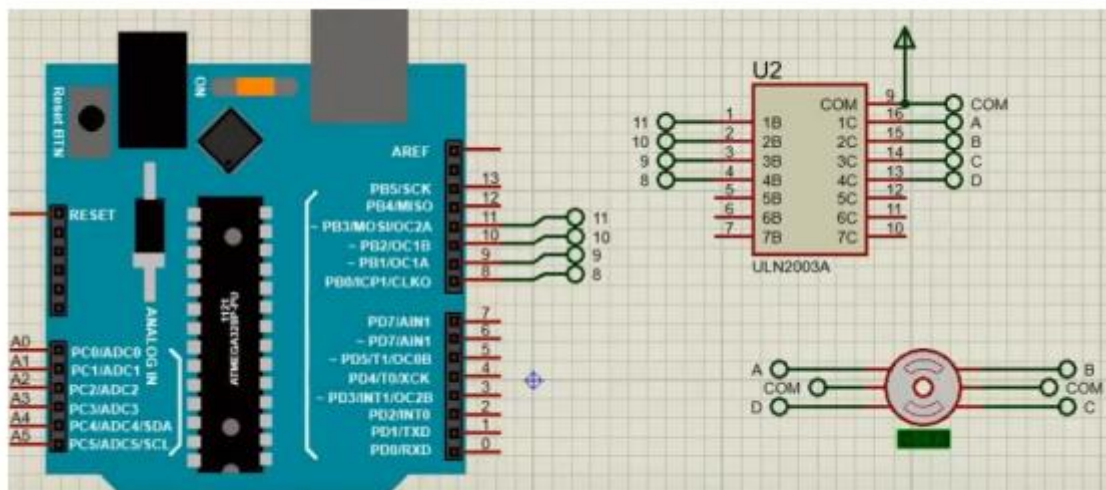 Reset BTN
ON
RESET
ANALOG IN
1121
ATMEGA328P-PU
AREF
PB5/SCK
PB4/MISO
~ PB3/MOSI/OC2A
~ PB2/OC1B
~ PB1/OC1A
PB0/ICP1/CLKO
PD7/AIN1
~ PD7/AIN1
~ PD5/T1/OC0B
PD4/T0/XCK
~ PD3/INT1/OC2B
PD2/INT0
PD1/TXD
PD0/RXD
13
12
11
10
9
8
7
6
5
4
3
2
1
0
11
10
9
8
A0
A1
A2
A3
A4
A5
PC0/ADC0
PC1/ADC1
PC2/ADC2
PC3/ADC3
PC4/ADC4/SDA
PC5/ADC5/SCL
U2
11
10
9
8
1
2
3
4
5
6
7
1B
2B
3B
4B
5B
6B
7B
COM
1C
2C
3C
4C
5C
6C
7C
9
16
15
14
13
12
11
10
COM
A
B
C
D
ULN2003A
A
COM
D
B
COM
C